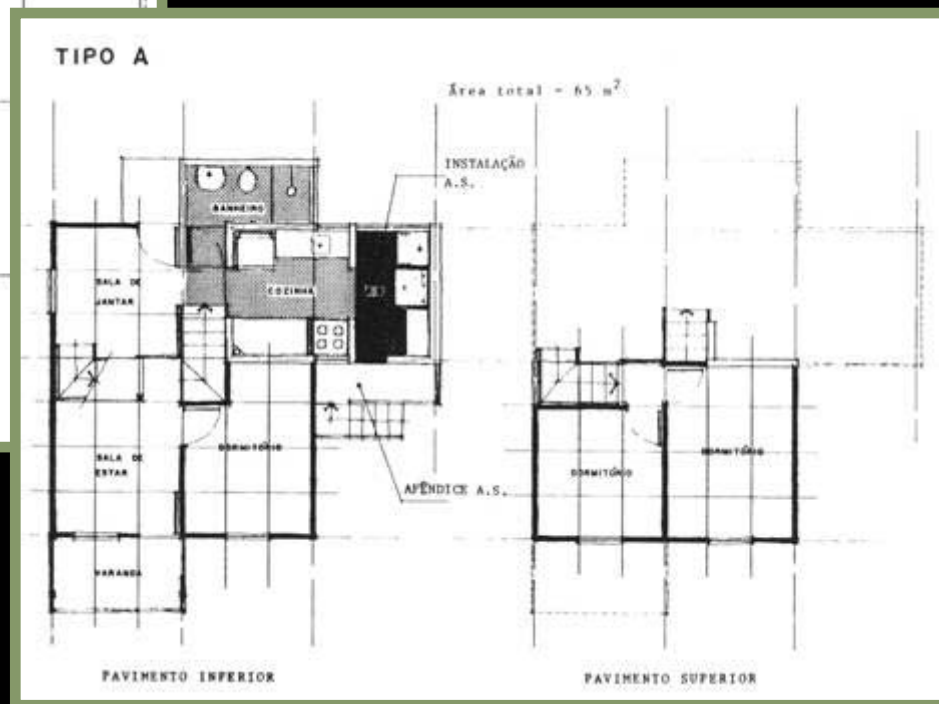 TIPO A
Área total - 65 m²
INSTALAÇÃO
A.S.
BANHEIRO
SALA DE
JANTAR
COZINHA
SALA DE
ESTAR
DORMITÓRIO
APÊNDICE A.S.
VARANDA
PAVIMENTO INFERIOR
DORMITÓRIO
DORMITÓRIO
PAVIMENTO SUPERIOR